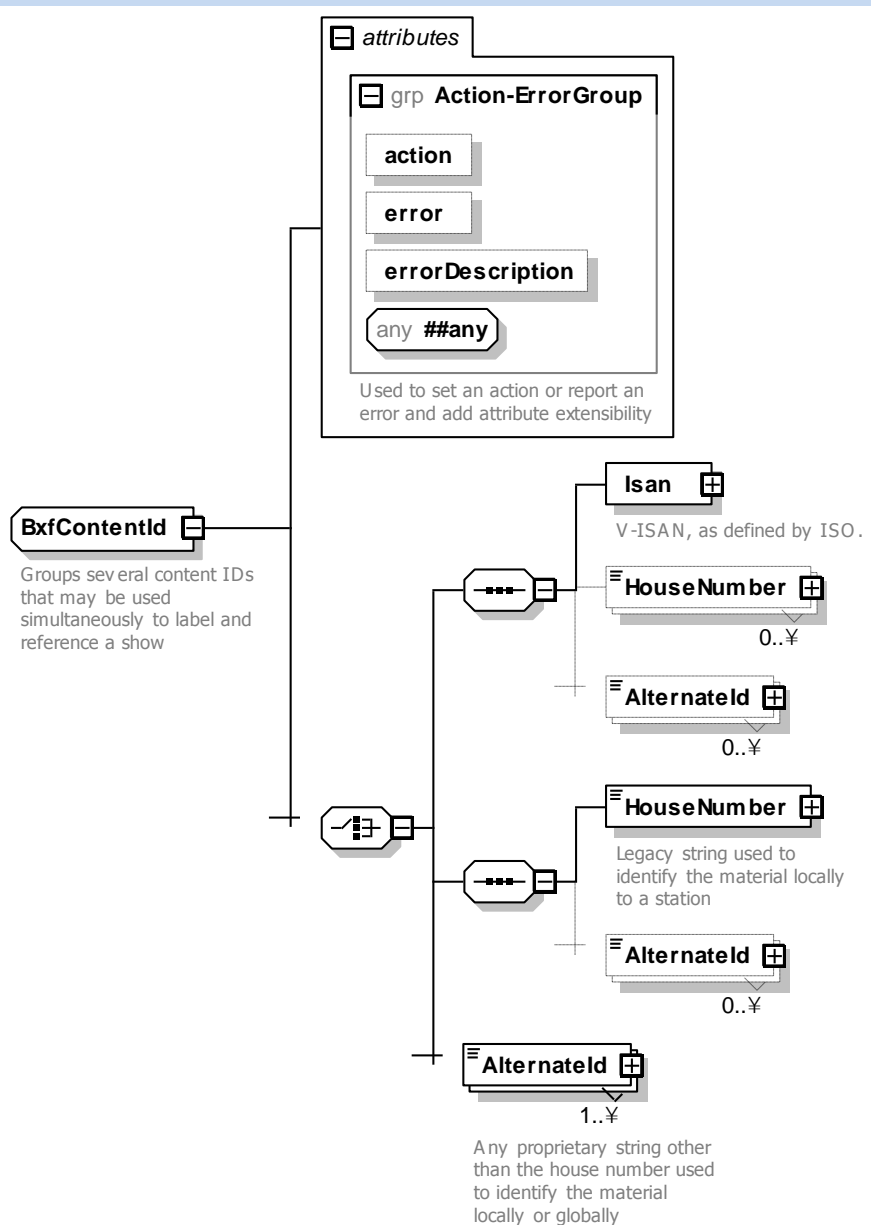 attributes
grp Action-ErrorGroup
action
error
errorDescription
any ##any
Used to set an action or report an
error and add attribute extensibility
BxfContentId
Groups several content IDs
that may be used
simultaneously to label and
reference a show
Isan
V-ISAN, as defined by ISO.
HouseNumber
0..¥
AlternateId
0..¥
HouseNumber
Legacy string used to
identify the material locally
to a station
AlternateId
0..¥
AlternateId
1..¥
Any proprietary string other
than the house number used
to identify the material
locally or globally